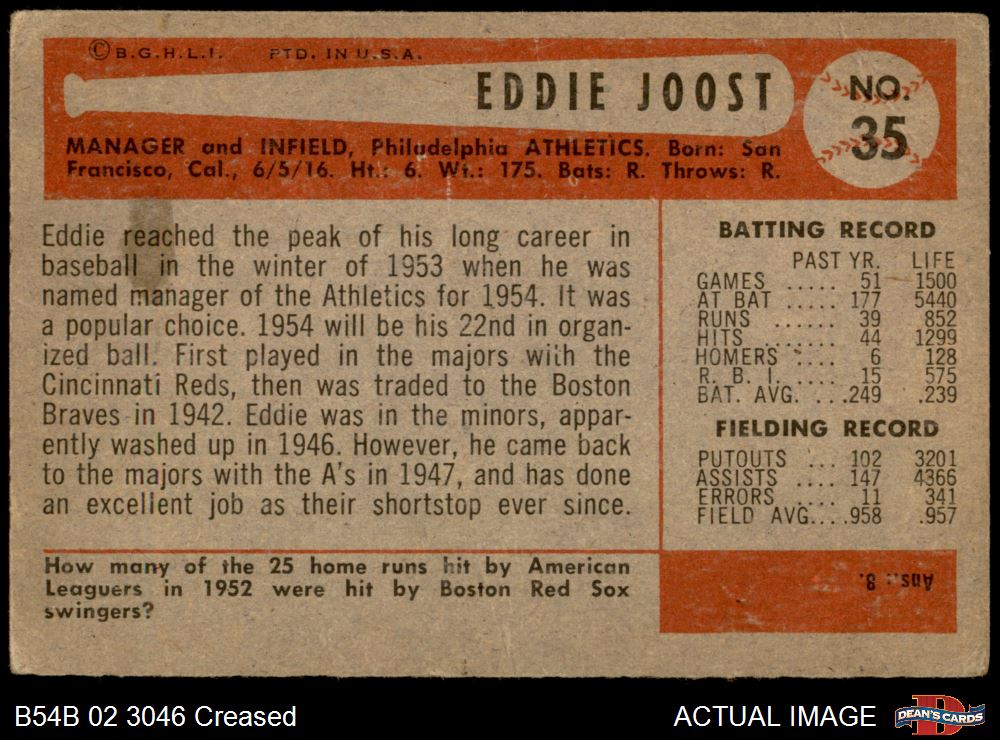 ©B.G.H.L.I. PTD. IN U.S.A.
EDDIE JOOST
NO.
35
MANAGER and INFIELD, Philadelphia ATHLETICS. Born: San
Francisco, Cal., 6/5/16. Ht.: 6. Wt.: 175. Bats: R. Throws: R.
Eddie reached the peak of his long career in
baseball in the winter of 1953 when he was
named manager of the Athletics for 1954. It was
a popular choice. 1954 will be his 22nd in organ-
ized ball. First played in the majors with the
Cincinnati Reds, then was traded to the Boston
Braves in 1942. Eddie was in the minors, appar-
ently washed up in 1946. However, he came back
to the majors with the A's in 1947, and has done
an excellent job as their shortstop ever since.
BATTING RECORD
PAST YR. LIFE
GAMES ..... 51 1500
AT BAT ..... 177 5440
RUNS ...... 39 852
HITS ..... 44 1299
HOMERS ..... 6 128
R. B. I. ..... 15 575
BAT. AVG. ....249 .239
FIELDING RECORD
PUTOUTS ... 102 3201
ASSISTS .... 147 4366
ERRORS .... 11 341
FIELD AVG....958 .957
How many of the 25 home runs hit by American
Leaguers in 1952 were hit by Boston Red Sox
swingers?
Ans.: 8.
B54B 02 3046 Creased
ACTUAL IMAGE
DEAN'S CARDS